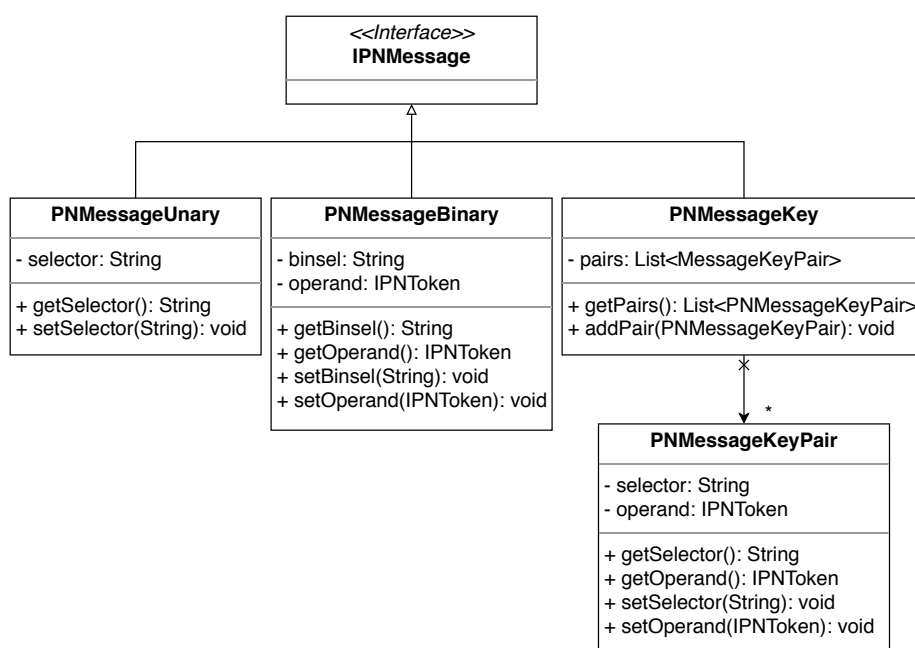 <<Interface>>
IPNMessage
PNMessageUnary
- selector: String
+ getSelector(): String
+ setSelector(String): void
PNMessageBinary
- binsel: String
- operand: IPNToken
+ getBinsel(): String
+ getOperand(): IPNToken
+ setBinsel(String): void
+ setOperand(IPNToken): void
PNMessageKey
- pairs: List<MessageKeyPair>
+ getPairs(): List<PNMessageKeyPair>
+ addPair(PNMessageKeyPair): void
*
PNMessageKeyPair
- selector: String
- operand: IPNToken
+ getSelector(): String
+ getOperand(): IPNToken
+ setSelector(String): void
+ setOperand(IPNToken): void